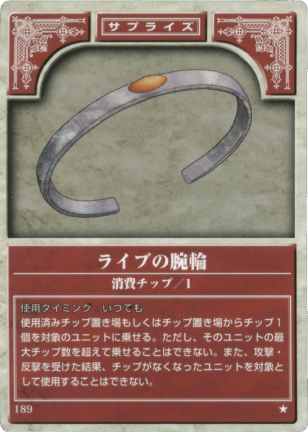 サプライズ
ライブの腕輪
消費チップ/1
使用タイミング/いつでも
使用済みチップ置き場もしくはチップ置き場からチップ1
個を対象のユニットに乗せる。ただし、そのユニットの最
大チップ数を超えて乗せることはできない。また、攻撃・
反撃を受けた結果、チップがなくなったユニットを対象と
して使用することはできない。
189 ★